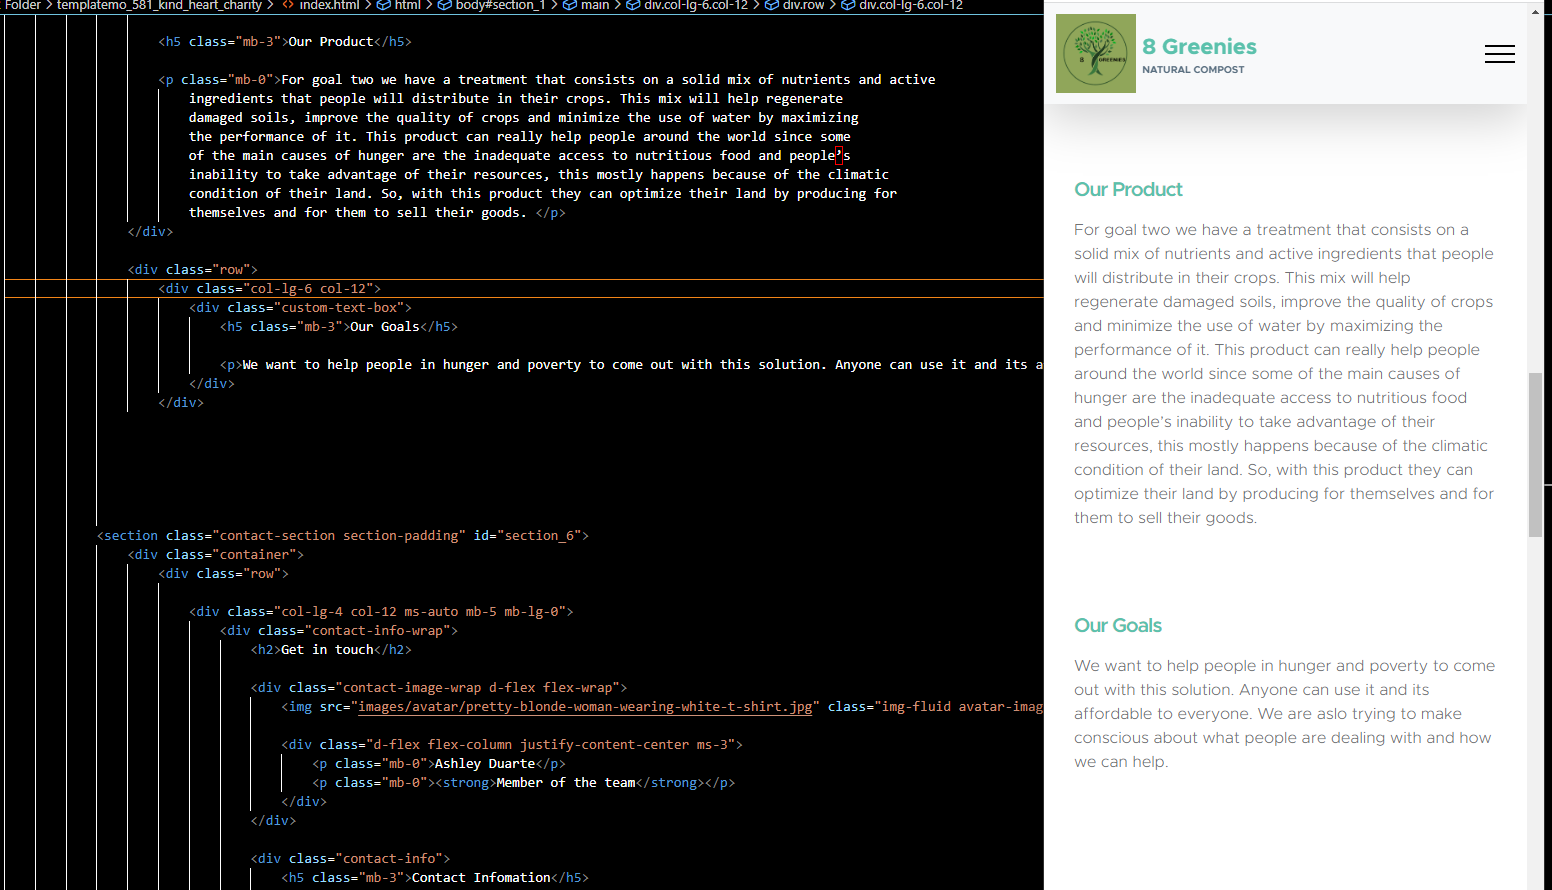 Folder > templatemo_581_kind_heart_charity > <> index.html > html > body#section_1 > main > div.col-lg-6.col-12 > div.row > div.col-lg-6.col-12
<h5 class="mb-3">Our Product</h5>
<p class="mb-0">For goal two we have a treatment that consists on a solid mix of nutrients and active
ingredients that people will distribute in their crops. This mix will help regenerate
damaged soils, improve the quality of crops and minimize the use of water by maximizing
the performance of it. This product can really help people around the world since some
of the main causes of hunger are the inadequate access to nutritious food and people’s
inability to take advantage of their resources, this mostly happens because of the climatic
condition of their land. So, with this product they can optimize their land by producing for
themselves and for them to sell their goods. </p>
</div>
<div class="row">
<div class="col-lg-6 col-12">
<div class="custom-text-box">
<h5 class="mb-3">Our Goals</h5>
<p>We want to help people in hunger and poverty to come out with this solution. Anyone can use it and its a
</div>
</div>
<section class="contact-section section-padding" id="section_6">
<div class="container">
<div class="row">
<div class="col-lg-4 col-12 ms-auto mb-5 mb-lg-0">
<div class="contact-info-wrap">
<h2>Get in touch</h2>
<div class="contact-image-wrap d-flex flex-wrap">
<img src="images/avatar/pretty-blonde-woman-wearing-white-t-shirt.jpg" class="img-fluid avatar-imag
<div class="d-flex flex-column justify-content-center ms-3">
<p class="mb-0">Ashley Duarte</p>
<p class="mb-0"><strong>Member of the team</strong></p>
</div>
</div>
<div class="contact-info">
<h5 class="mb-3">Contact Infomation</h5>
8 GREENIES
8 Greenies
NATURAL COMPOST
Our Product
For goal two we have a treatment that consists on a
solid mix of nutrients and active ingredients that people
will distribute in their crops. This mix will help
regenerate damaged soils, improve the quality of crops
and minimize the use of water by maximizing the
performance of it. This product can really help people
around the world since some of the main causes of
hunger are the inadequate access to nutritious food
and people’s inability to take advantage of their
resources, this mostly happens because of the climatic
condition of their land. So, with this product they can
optimize their land by producing for themselves and for
them to sell their goods.
Our Goals
We want to help people in hunger and poverty to come
out with this solution. Anyone can use it and its
affordable to everyone. We are aslo trying to make
conscious about what people are dealing with and how
we can help.